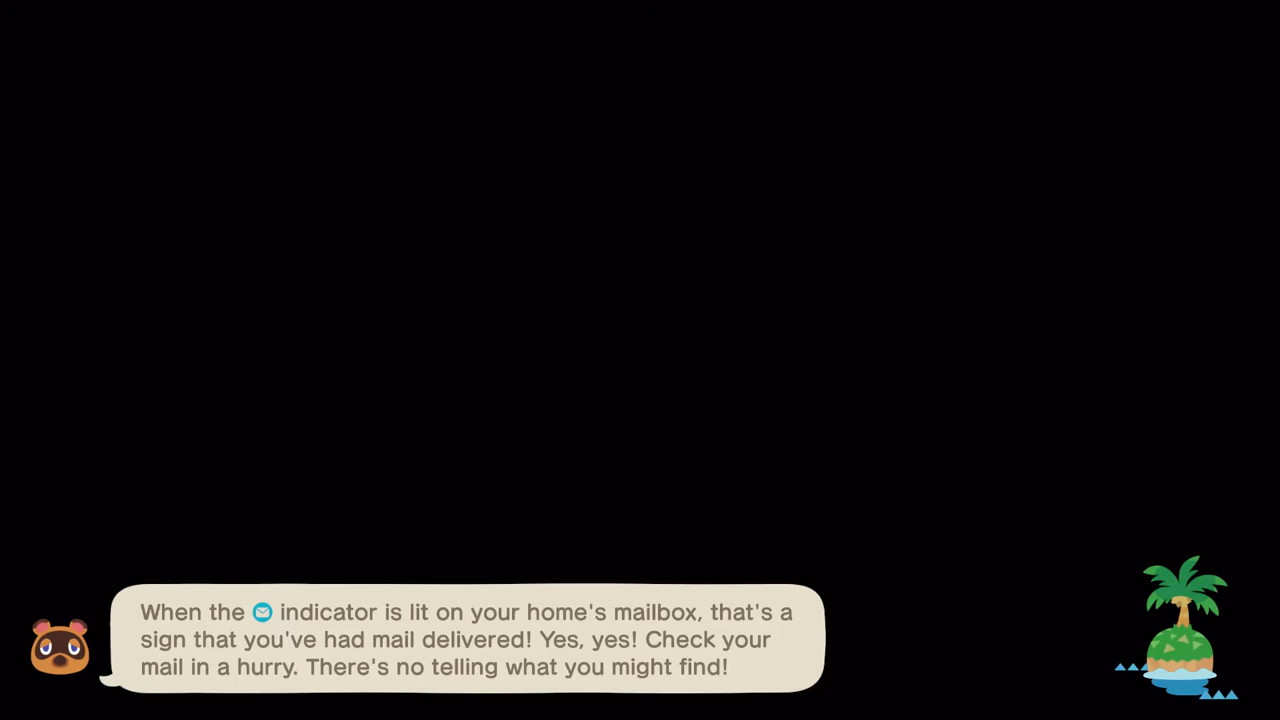 When the indicator is lit on your home's mailbox, that's a
sign that you've had mail delivered! Yes, yes! Check your
mail in a hurry. There's no telling what you might find!